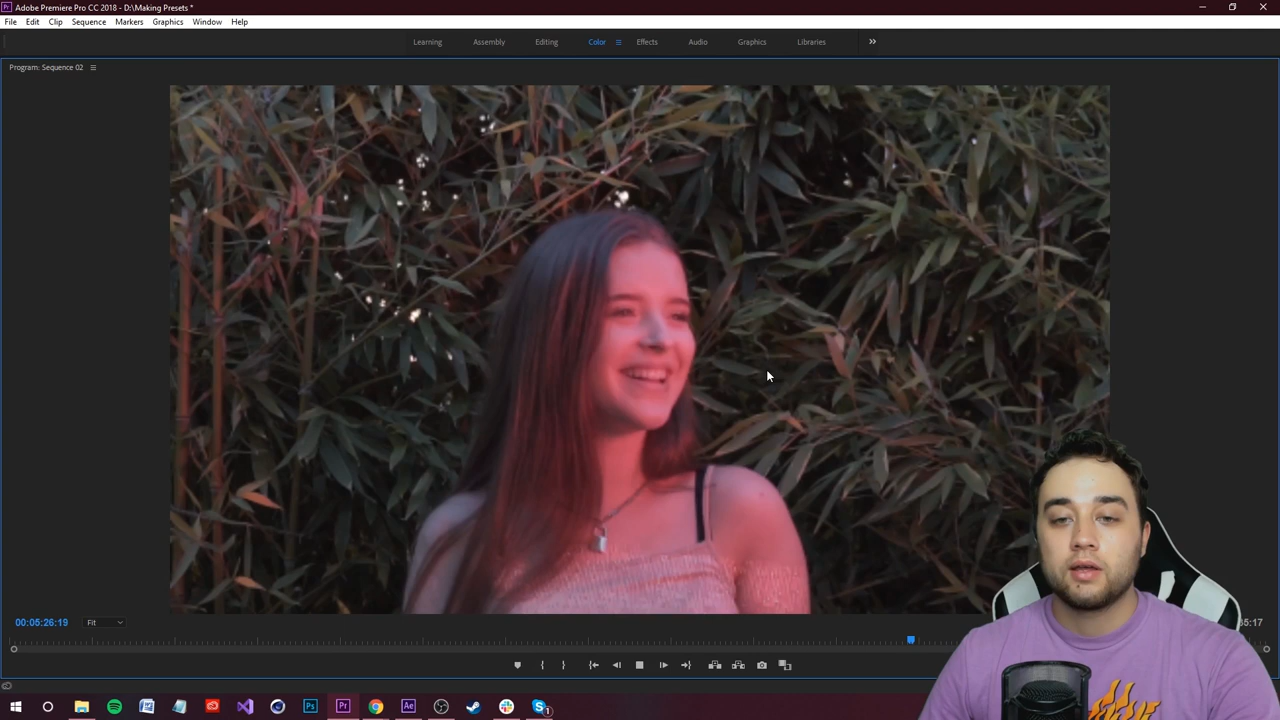 Adobe Premiere Pro CC 2018 - D:\Making Presets *
File Edit Clip Sequence Markers Graphics Window Help
Learning Assembly Editing Color Effects Audio Graphics Libraries
Program: Sequence 02
00:05:26:19 Fit